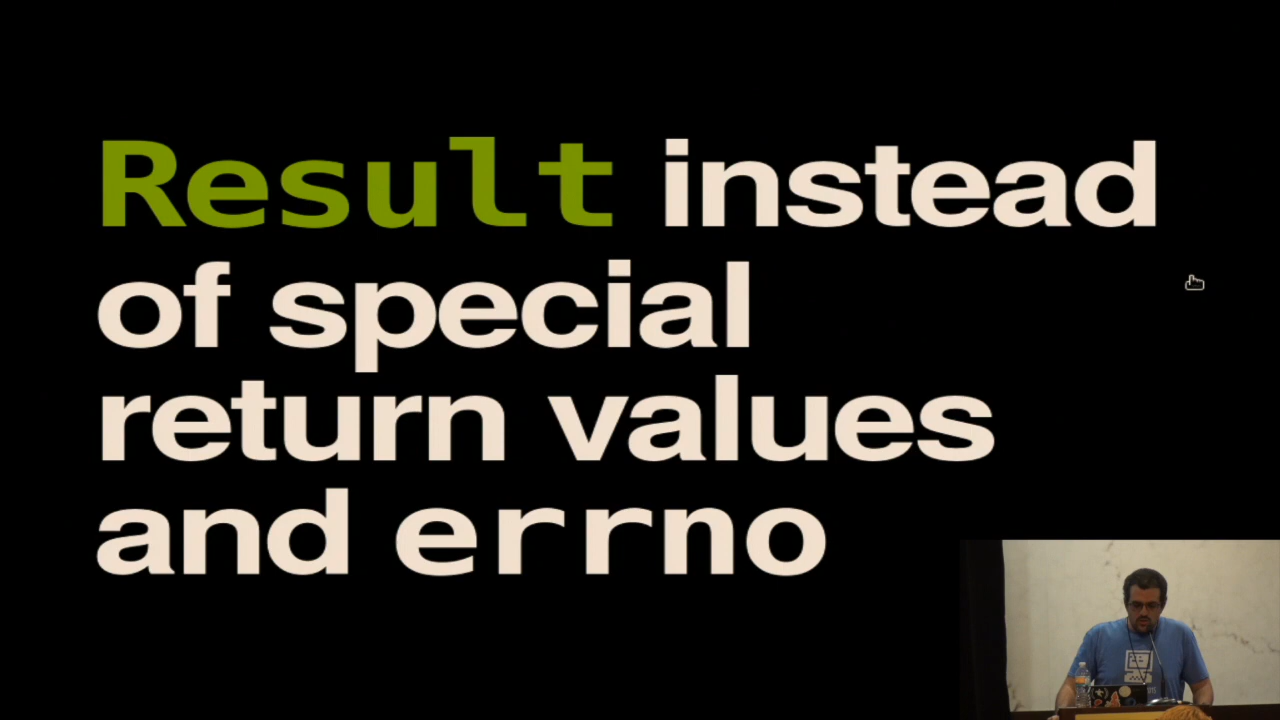 Result instead
of special
return values
and errno